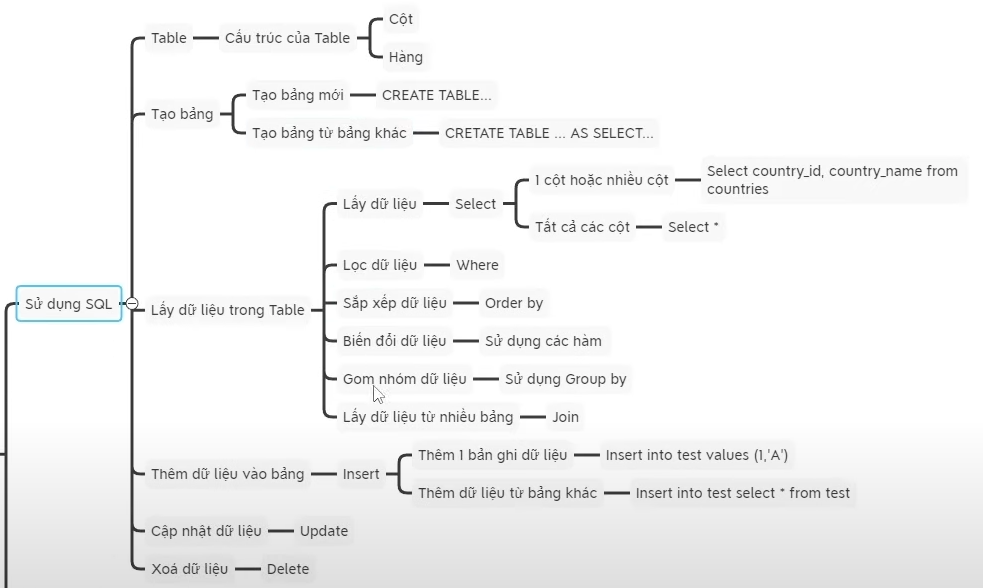 Sử dụng SQL
Table
Cấu trúc của Table
Cột
Hàng
Tạo bảng
Tạo bảng mới
CREATE TABLE...
Tạo bảng từ bảng khác
CRETATE TABLE ... AS SELECT...
Lấy dữ liệu trong Table
Lấy dữ liệu
Select
1 cột hoặc nhiều cột
Select country_id, country_name from
countries
Tất cả các cột
Select *
Lọc dữ liệu
Where
Sắp xếp dữ liệu
Order by
Biến đổi dữ liệu
Sử dụng các hàm
Gom nhóm dữ liệu
Sử dụng Group by
Lấy dữ liệu từ nhiều bảng
Join
Thêm dữ liệu vào bảng
Insert
Thêm 1 bản ghi dữ liệu
Insert into test values (1,'A')
Thêm dữ liệu từ bảng khác
Insert into test select * from test
Cập nhật dữ liệu
Update
Xoá dữ liệu
Delete